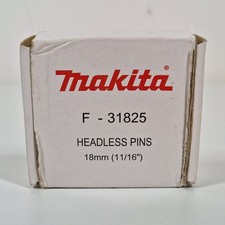 makita
F - 31825
HEADLESS PINS
18mm (11/16")